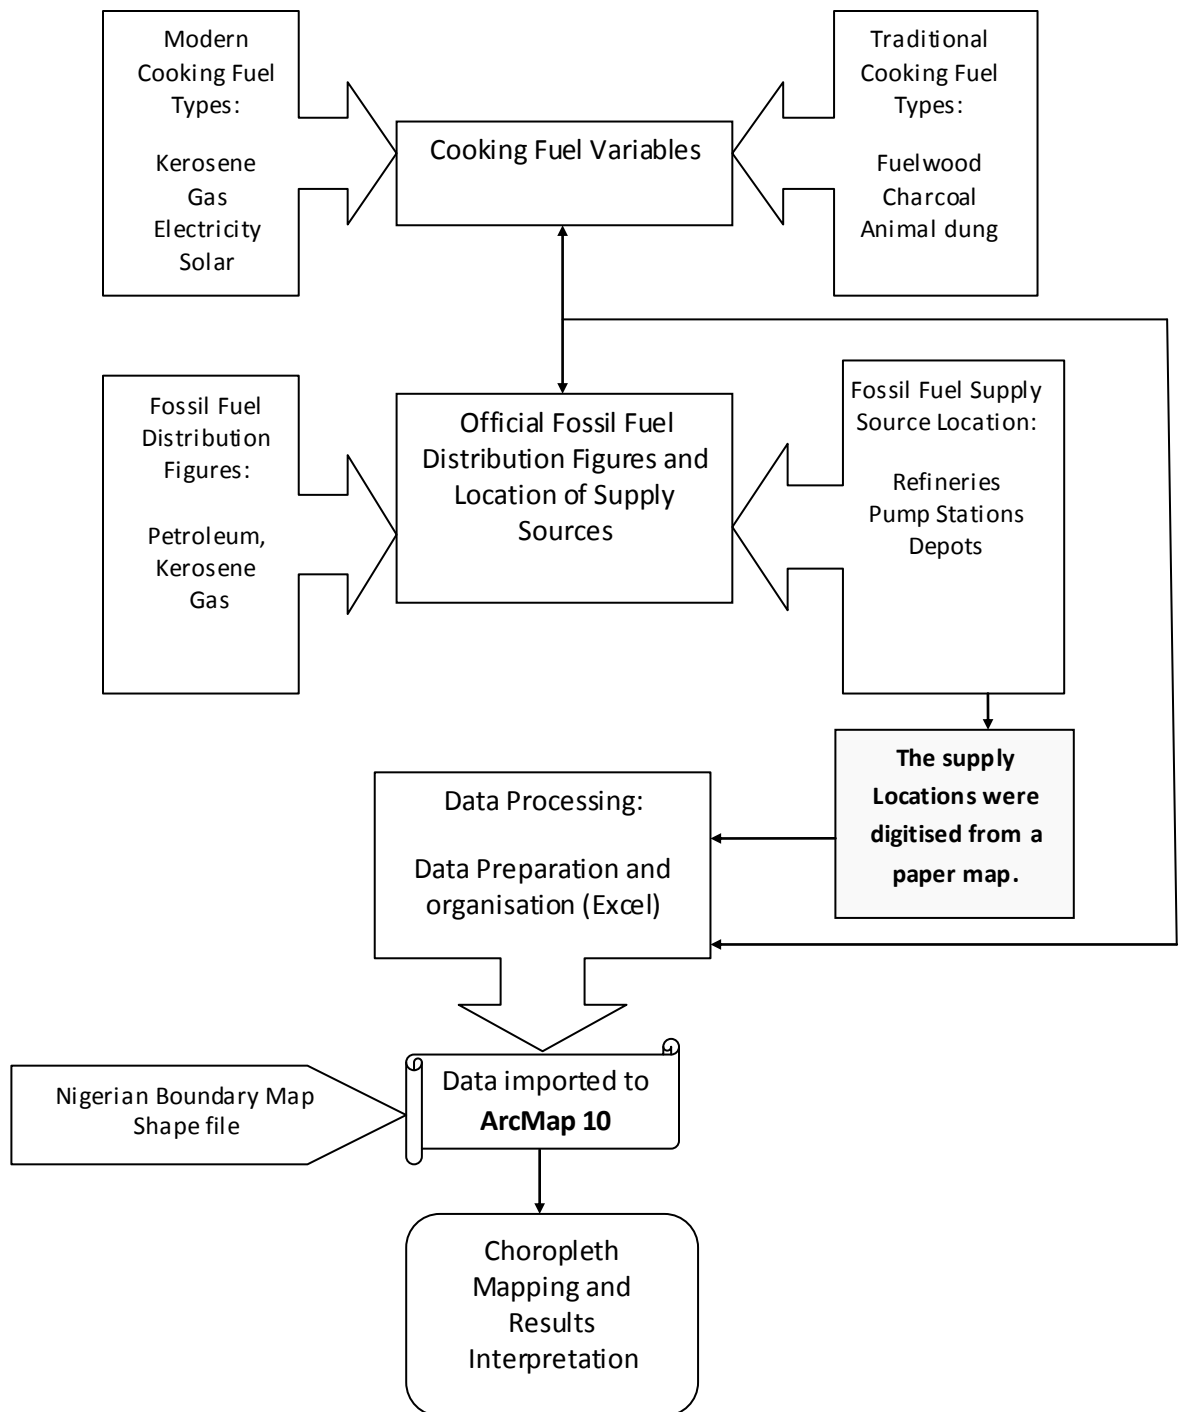 Modern
Cooking Fuel
Types:
Kerosene
Gas
Electricity
Solar
Cooking Fuel Variables
Traditional
Cooking Fuel
Types:
Fuelwood
Charcoal
Animal dung
Fossil Fuel
Distribution
Figures:
Petroleum,
Kerosene
Gas
Official Fossil Fuel
Distribution Figures and
Location of Supply
Sources
Fossil Fuel Supply
Source Location:
Refineries
Pump Stations
Depots
The supply
Locations were
digitised from a
paper map.
Data Processing:
Data Preparation and
organisation (Excel)
Nigerian Boundary Map
Shape file
Data imported to
ArcMap 10
Choropleth
Mapping and
Results
Interpretation